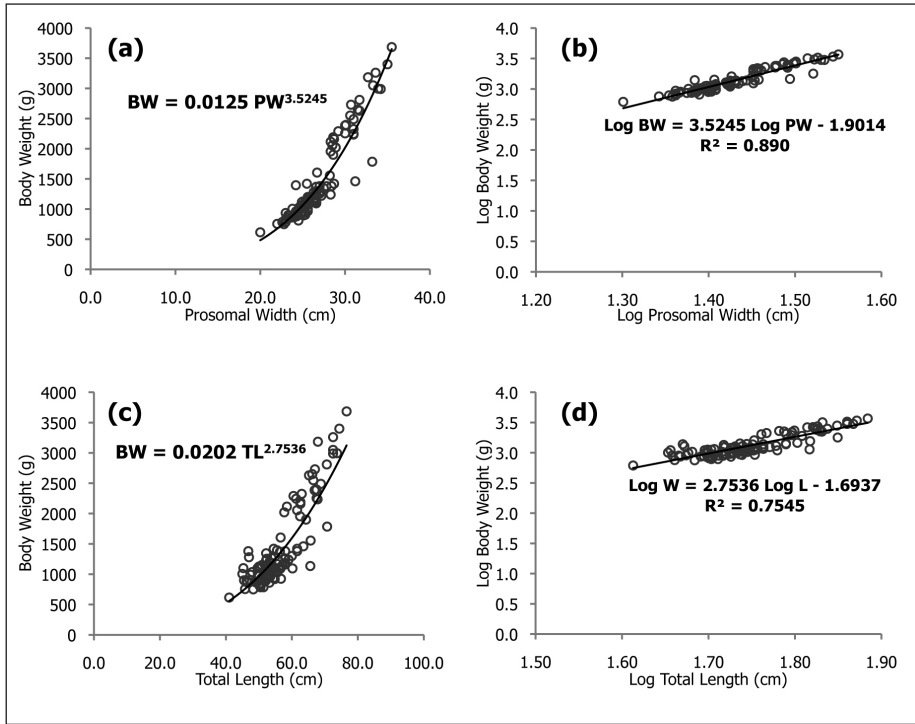 (a)
BW = 0.0125 PW^3.5245
Body Weight (g)
4000
3500
3000
2500
2000
1500
1000
500
0
0.0 10.0 20.0 30.0 40.0
Prosomal Width (cm)
(b)
Log BW = 3.5245 Log PW - 1.9014
R² = 0.890
Log Body Weight (g)
4.0
3.5
3.0
2.5
2.0
1.5
1.0
0.5
0.0
1.20 1.30 1.40 1.50 1.60
Log Prosomal Width (cm)
(c)
BW = 0.0202 TL^2.7536
Body Weight (g)
4000
3500
3000
2500
2000
1500
1000
500
0
0.0 20.0 40.0 60.0 80.0 100.0
Total Length (cm)
(d)
Log W = 2.7536 Log L - 1.6937
R² = 0.7545
Log Body Weight (g)
4.0
3.5
3.0
2.5
2.0
1.5
1.0
0.5
0.0
1.50 1.60 1.70 1.80 1.90
Log Total Length (cm)